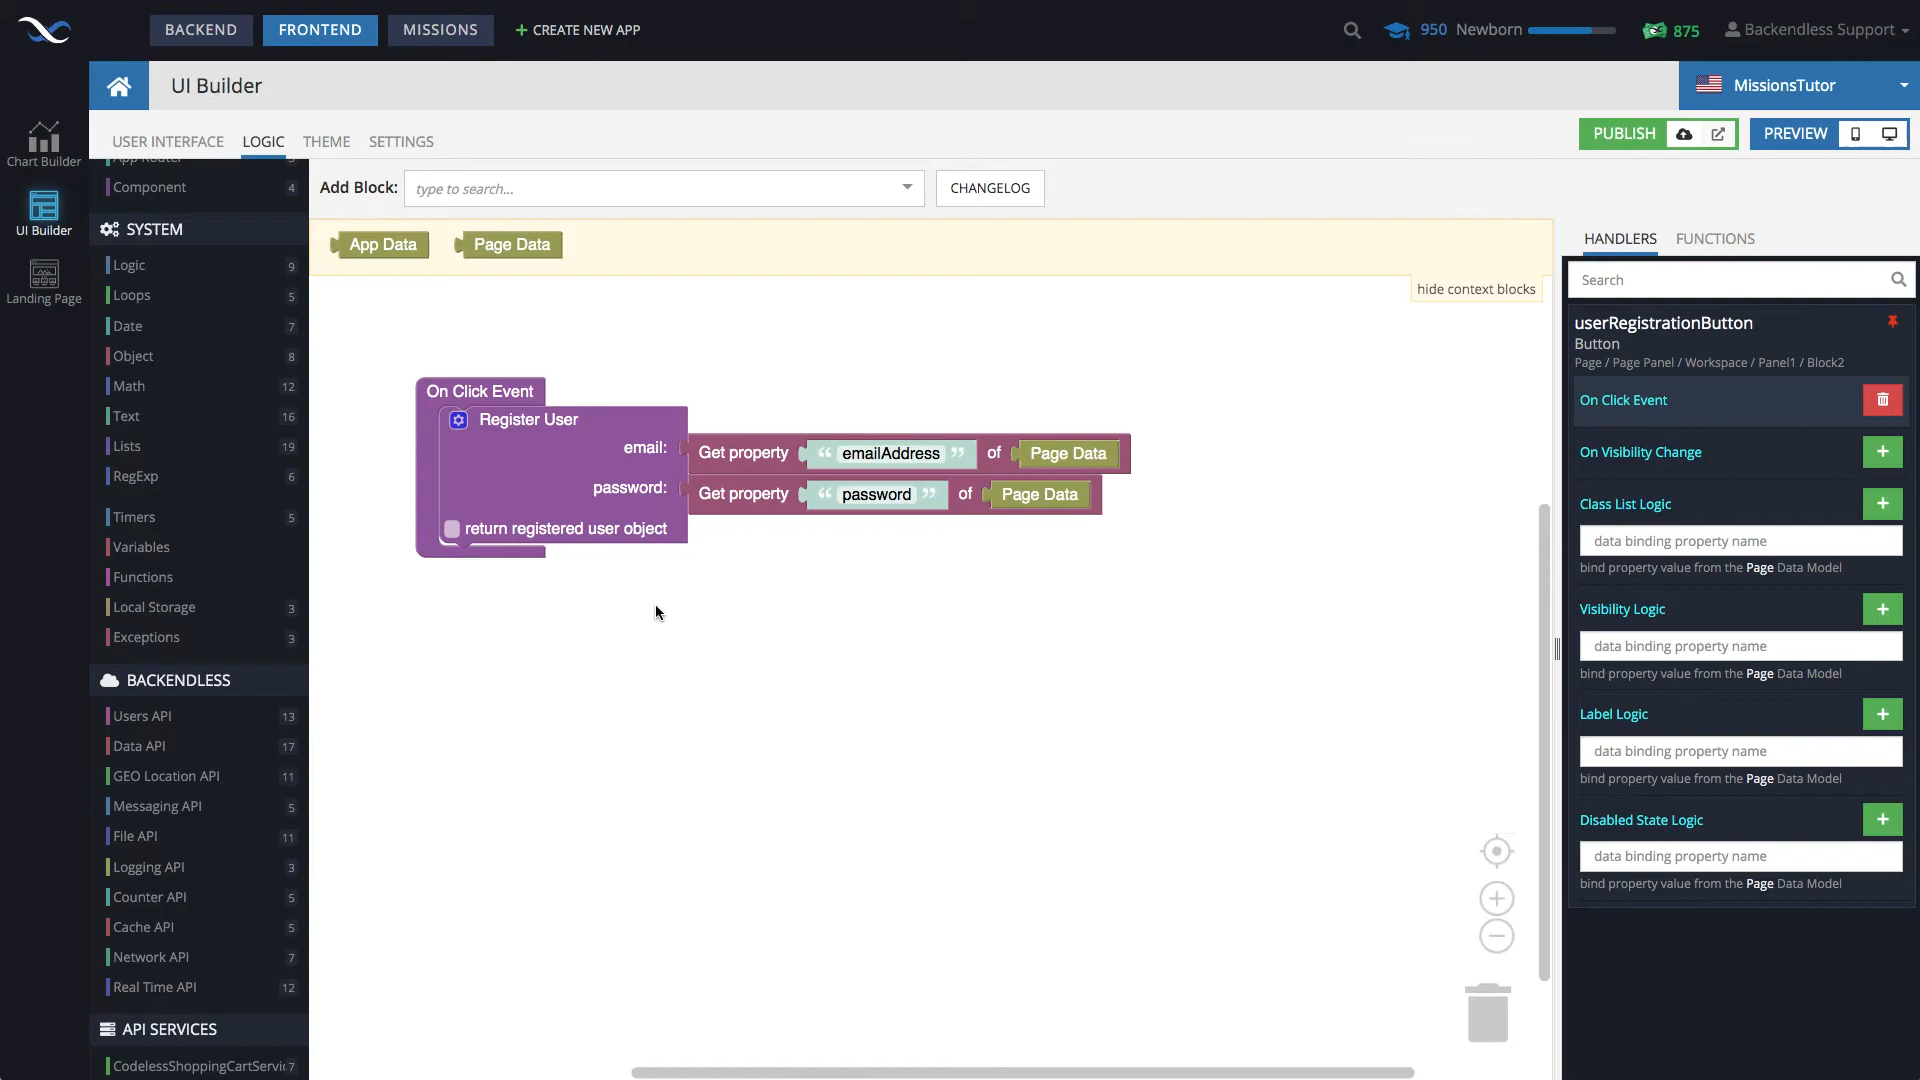 BACKEND
FRONTEND
MISSIONS
+ CREATE NEW APP
950 Newborn
875
Backendless Support
UI Builder
MissionsTutor
USER INTERFACE
LOGIC
THEME
SETTINGS
PUBLISH
PREVIEW
Chart Builder
UI Builder
Landing Page
App Router
Component 4
SYSTEM
Logic 9
Loops 5
Date 7
Object 8
Math 12
Text 16
Lists 19
RegExp 6
Timers 5
Variables
Functions
Local Storage 3
Exceptions 3
BACKENDLESS
Users API 13
Data API 17
GEO Location API 11
Messaging API 5
File API 11
Logging API 3
Counter API 5
Cache API 5
Network API 7
Real Time API 12
API SERVICES
CodelessShoppingCartServic 7
Add Block: type to search...
CHANGELOG
App Data
Page Data
hide context blocks
On Click Event
Register User
email: Get property “ emailAddress ” of Page Data
password: Get property “ password ” of Page Data
return registered user object
HANDLERS
FUNCTIONS
Search
userRegistrationButton
Button
Page / Page Panel / Workspace / Panel1 / Block2
On Click Event
On Visibility Change
Class List Logic
data binding property name
bind property value from the Page Data Model
Visibility Logic
data binding property name
bind property value from the Page Data Model
Label Logic
data binding property name
bind property value from the Page Data Model
Disabled State Logic
data binding property name
bind property value from the Page Data Model